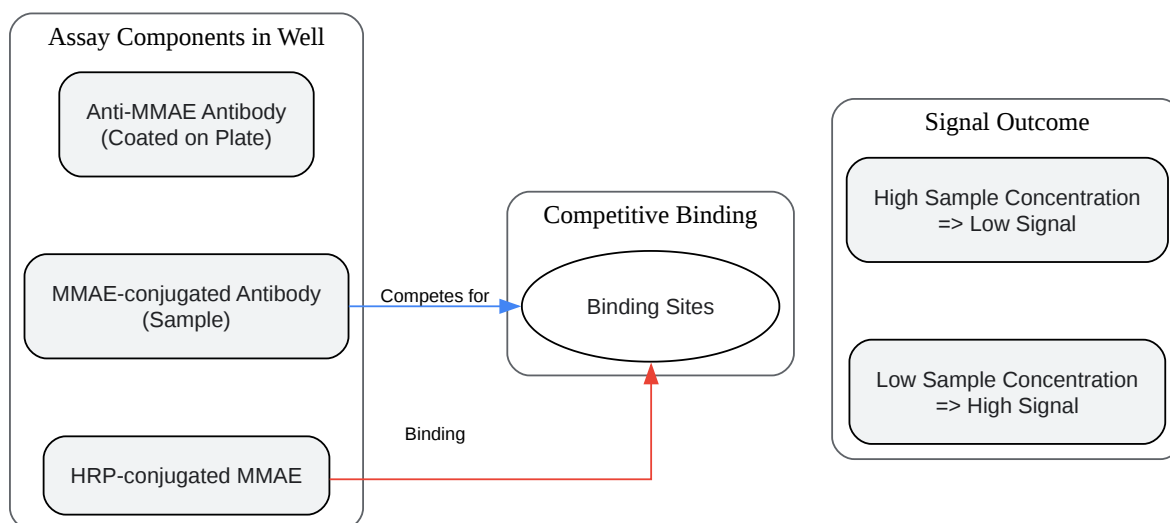 Assay Components in Well
Anti-MMAE Antibody
(Coated on Plate)
MMAE-conjugated Antibody
(Sample)
HRP-conjugated MMAE
Competes for
Binding
Competitive Binding
Binding Sites
Signal Outcome
High Sample Concentration
=> Low Signal
Low Sample Concentration
=> High Signal